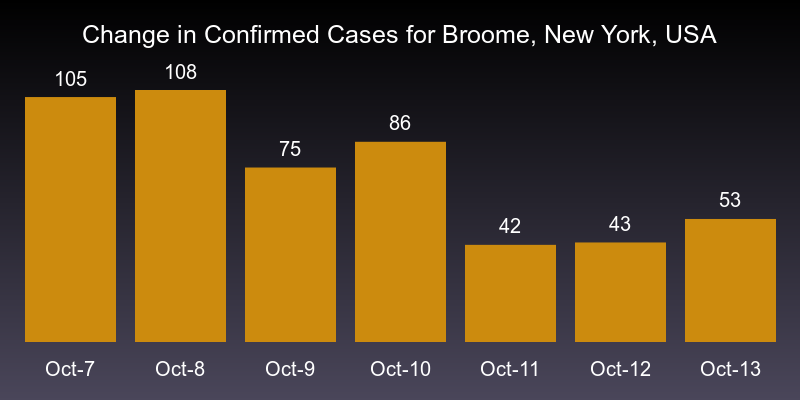 Change in Confirmed Cases for Broome, New York, USA
105
108
75
86
42
43
53
Oct-7
Oct-8
Oct-9
Oct-10
Oct-11
Oct-12
Oct-13